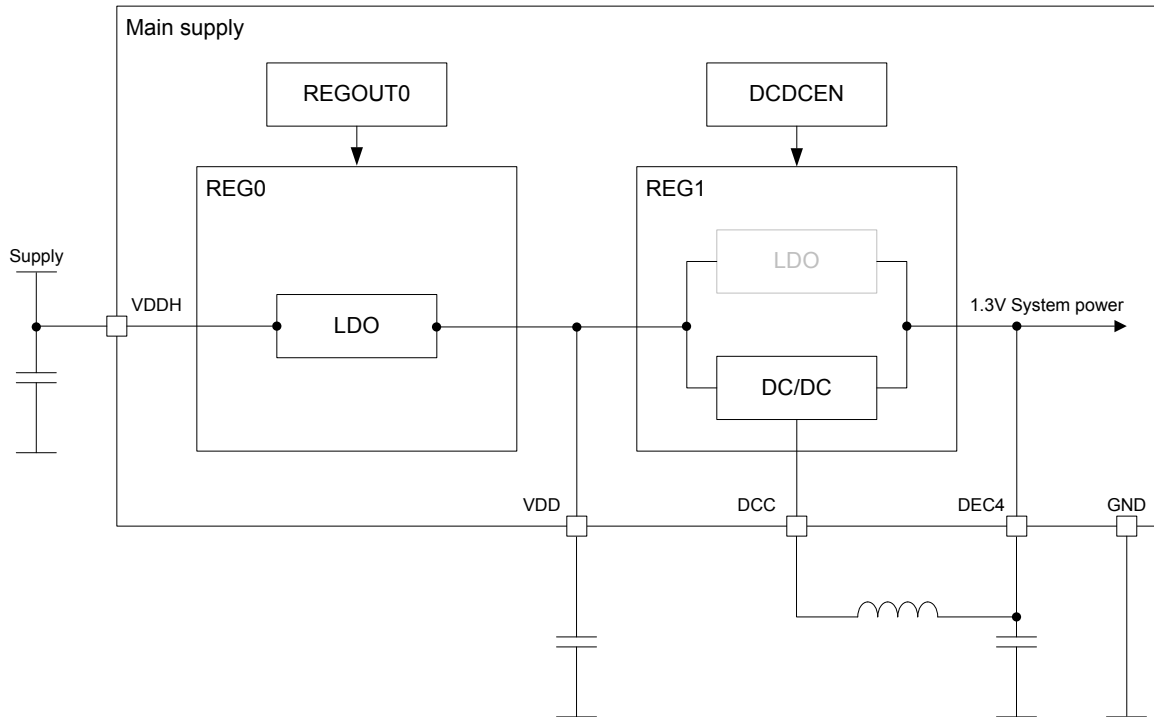 Main supply
REGOUT0
DCDCEN
REG0
REG1
Supply
VDDH
LDO
LDO
1.3V System power
DC/DC
VDD
DCC
DEC4
GND